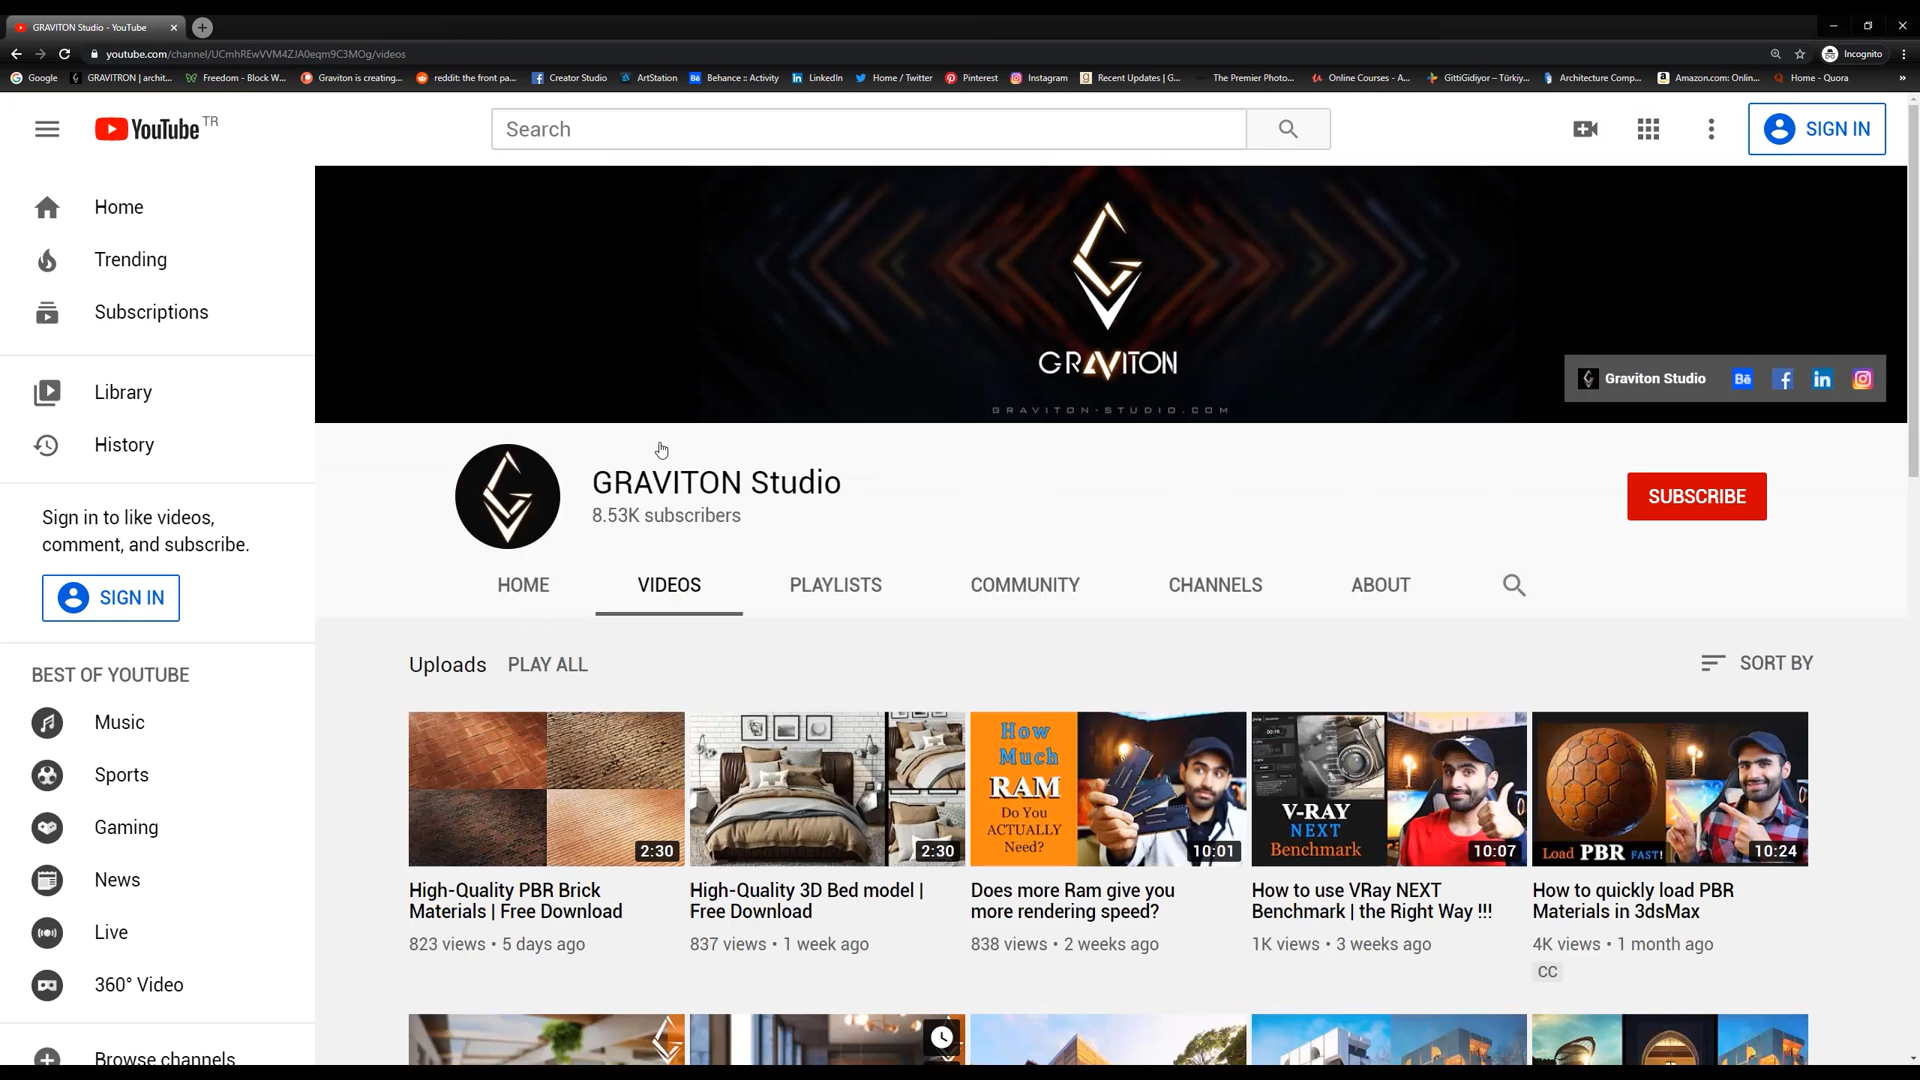 GRAVITON Studio - YouTube
youtube.com/channel/UCmhREwVVM4ZJA0eqm9C3MOg/videos
Incognito
Google
GRAVITRON | archit...
Freedom - Block W...
Graviton is creating...
reddit: the front pa...
Creator Studio
ArtStation
Behance :: Activity
LinkedIn
Home / Twitter
Pinterest
Instagram
Recent Updates | G...
The Premier Photo...
Online Courses - A...
GittiGidiyor – Türkiy...
Architecture Comp...
Amazon.com: Onlin...
Home - Quora
YouTube TR
Search
SIGN IN
Home
Trending
Subscriptions
Library
History
Sign in to like videos,
comment, and subscribe.
SIGN IN
BEST OF YOUTUBE
Music
Sports
Gaming
News
Live
360° Video
Browse channels
GRAVITON
GRAVITON-STUDIO.COM
Graviton Studio
GRAVITON Studio
8.53K subscribers
SUBSCRIBE
HOME
VIDEOS
PLAYLISTS
COMMUNITY
CHANNELS
ABOUT
Uploads
PLAY ALL
SORT BY
2:30
High-Quality PBR Brick
Materials | Free Download
823 views • 5 days ago
2:30
High-Quality 3D Bed model |
Free Download
837 views • 1 week ago
How
Much
RAM
Do You
ACTUALLY
Need?
10:01
Does more Ram give you
more rendering speed?
838 views • 2 weeks ago
V-RAY
NEXT
Benchmark
10:07
How to use VRay NEXT
Benchmark | the Right Way !!!
1K views • 3 weeks ago
Load PBR FAST!
10:24
How to quickly load PBR
Materials in 3dsMax
4K views • 1 month ago
CC